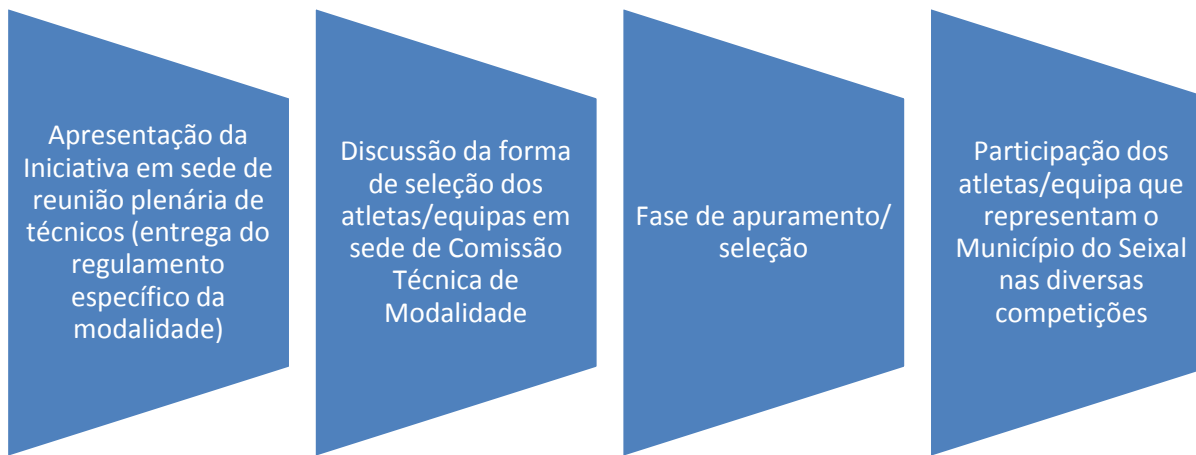 Apresentação da
Iniciativa em sede de
reunião plenária de
técnicos (entrega do
regulamento
específico da
modalidade)
Discussão da forma
de seleção dos
atletas/equipas em
sede de Comissão
Técnica de
Modalidade
Fase de apuramento/
seleção
Participação dos
atletas/equipa que
representam o
Município do Seixal
nas diversas
competições